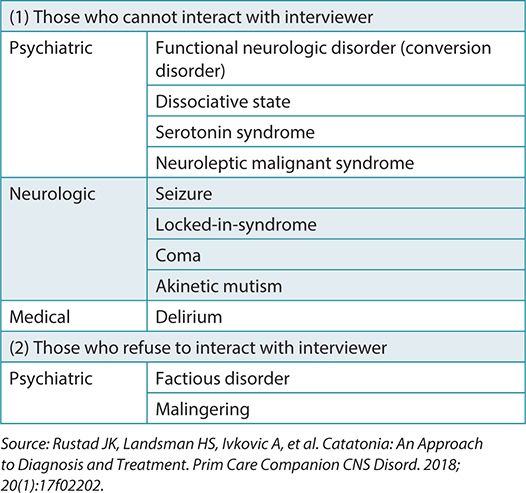 (1) Those who cannot interact with interviewer
Psychiatric
Functional neurologic disorder (conversion
disorder)
Dissociative state
Serotonin syndrome
Neuroleptic malignant syndrome
Neurologic
Seizure
Locked-in-syndrome
Coma
Akinetic mutism
Medical
Delirium
(2) Those who refuse to interact with interviewer
Psychiatric
Factious disorder
Malingering
Source: Rustad JK, Landsman HS, Ivkovic A, et al. Catatonia: An Approach
to Diagnosis and Treatment. Prim Care Companion CNS Disord. 2018;
20(1):17f02202.